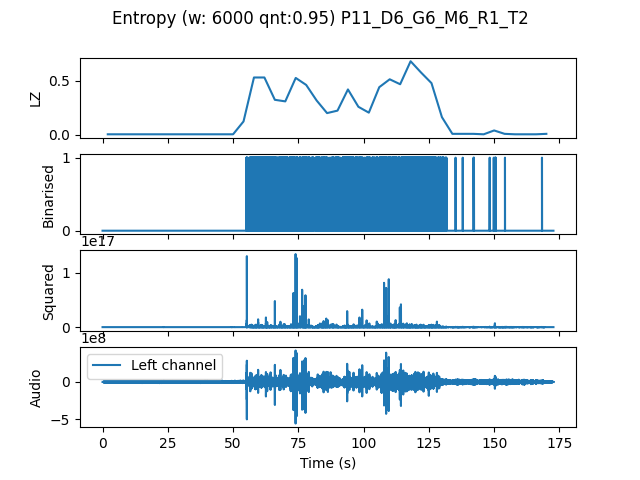 Entropy (w: 6000 qnt:0.95) P11_D6_G6_M6_R1_T2
LZ
0.5
0.0
Binarised
1
0
1e17
Squared
1
0
1e8
Audio
0
−5
Left channel
0
25
50
75
100
125
150
175
Time (s)